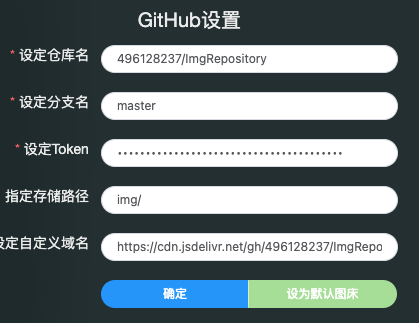 GitHub设置
* 设定仓库名 496128237/ImgRepository
* 设定分支名 master
* 设定Token
指定存储路径 img/
设定自定义域名 https://cdn.jsdelivr.net/gh/496128237/ImgRepo
确定 设为默认图床